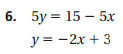 6. 5y = 15 − 5x
y = −2x + 3